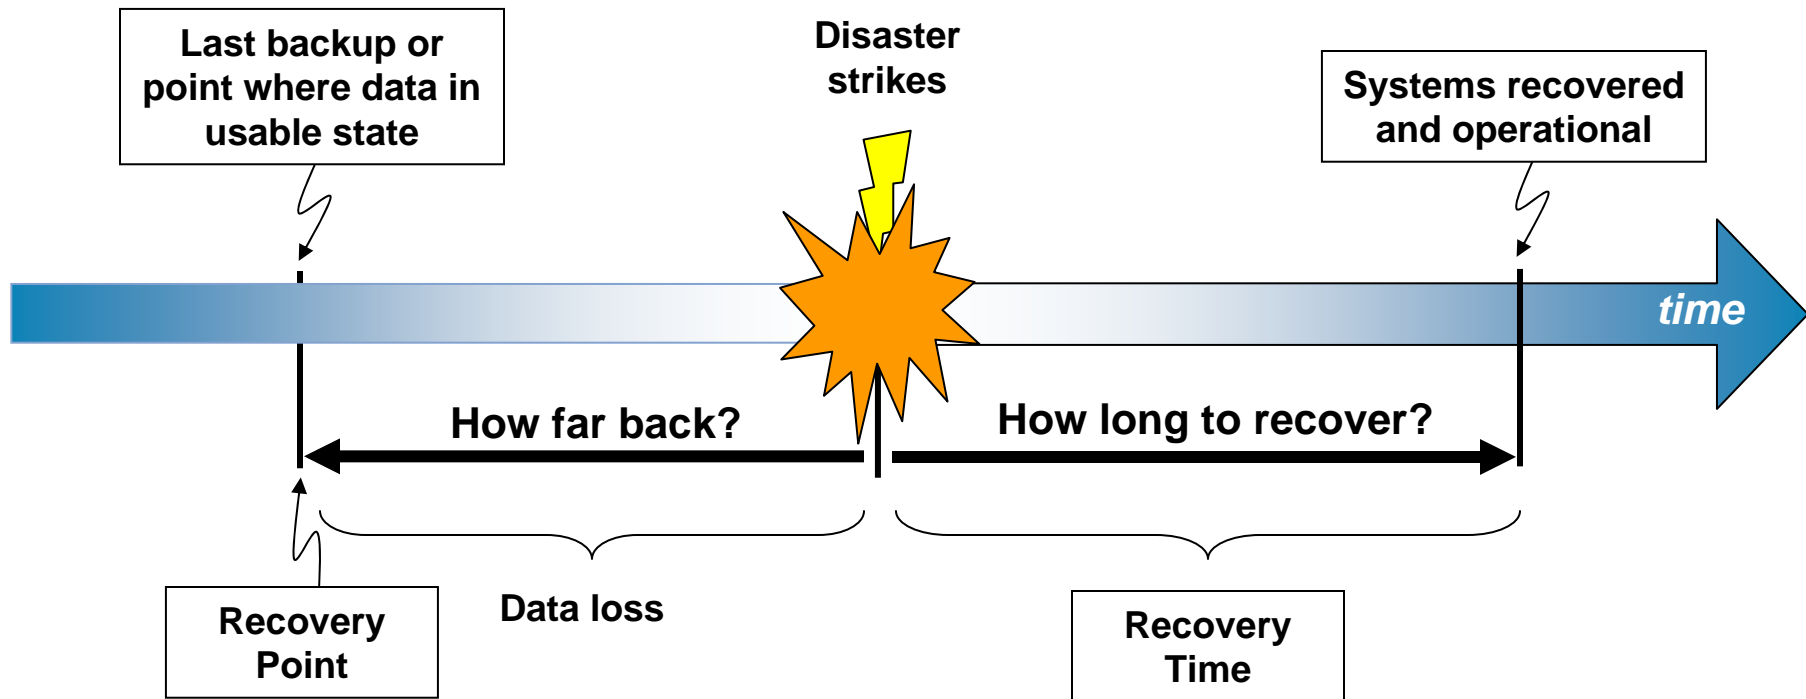 Last backup or
point where data in
usable state
Disaster
strikes
Systems recovered
and operational
time
How far back?
How long to recover?
Data loss
Recovery
Point
Recovery
Time